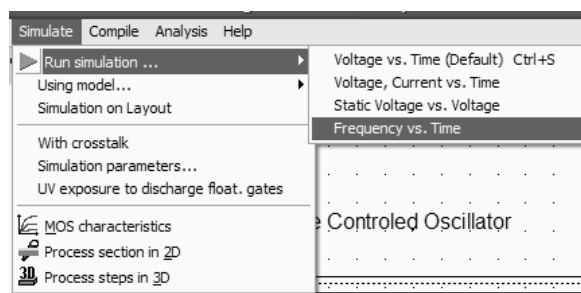 Simulate Compile Analysis Help
Run simulation ...
Using model...
Simulation on Layout
With crosstalk
Simulation parameters...
UV exposure to discharge float. gates
MOS characteristics
Process section in 2D
Process steps in 3D
Voltage vs. Time (Default) Ctrl+S
Voltage, Current vs. Time
Static Voltage vs. Voltage
Frequency vs. Time
Controled Oscillator